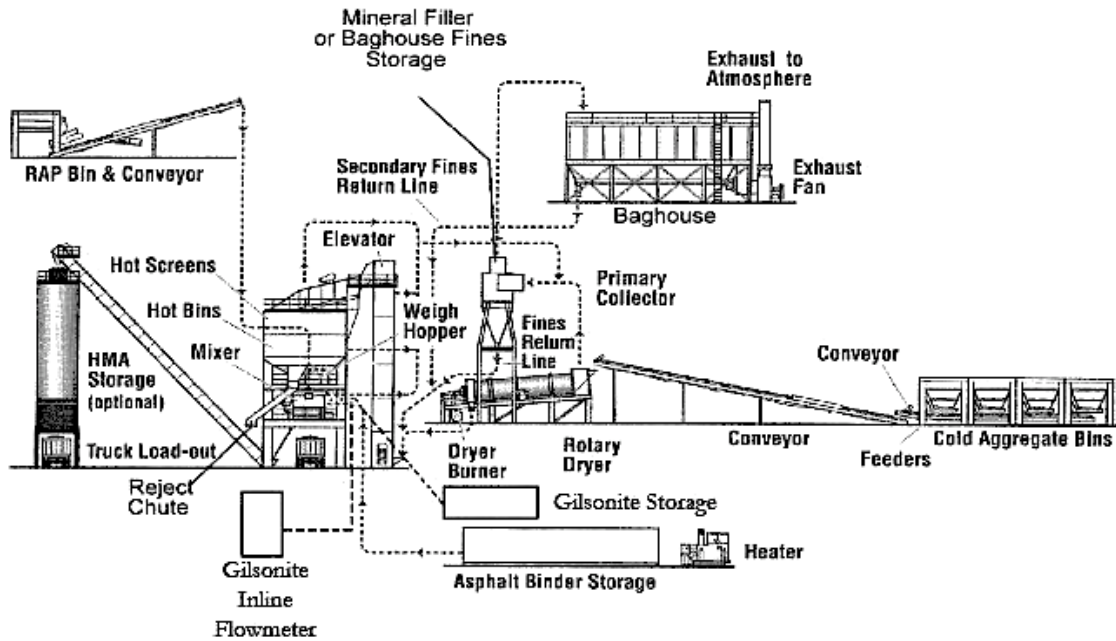 Mineral Filler
or Baghouse Fines
Storage
Exhaust to
Atmosphere
RAP Bin & Conveyor
Secondary Fines
Return Line
Exhaust
Fan
Baghouse
Elevator
Hot Screens
Primary
Collector
Hot Bins
Weigh
Hopper
Fines
Return
Line
Mixer
Conveyor
HMA
Storage
(optional)
Truck Load-out
Dryer
Burner
Rotary
Dryer
Conveyor
Feeders
Cold Aggregate Bins
Reject
Chute
Gilsonite Storage
Gilsonite
Inline
Flowmeter
Asphalt Binder Storage
Heater